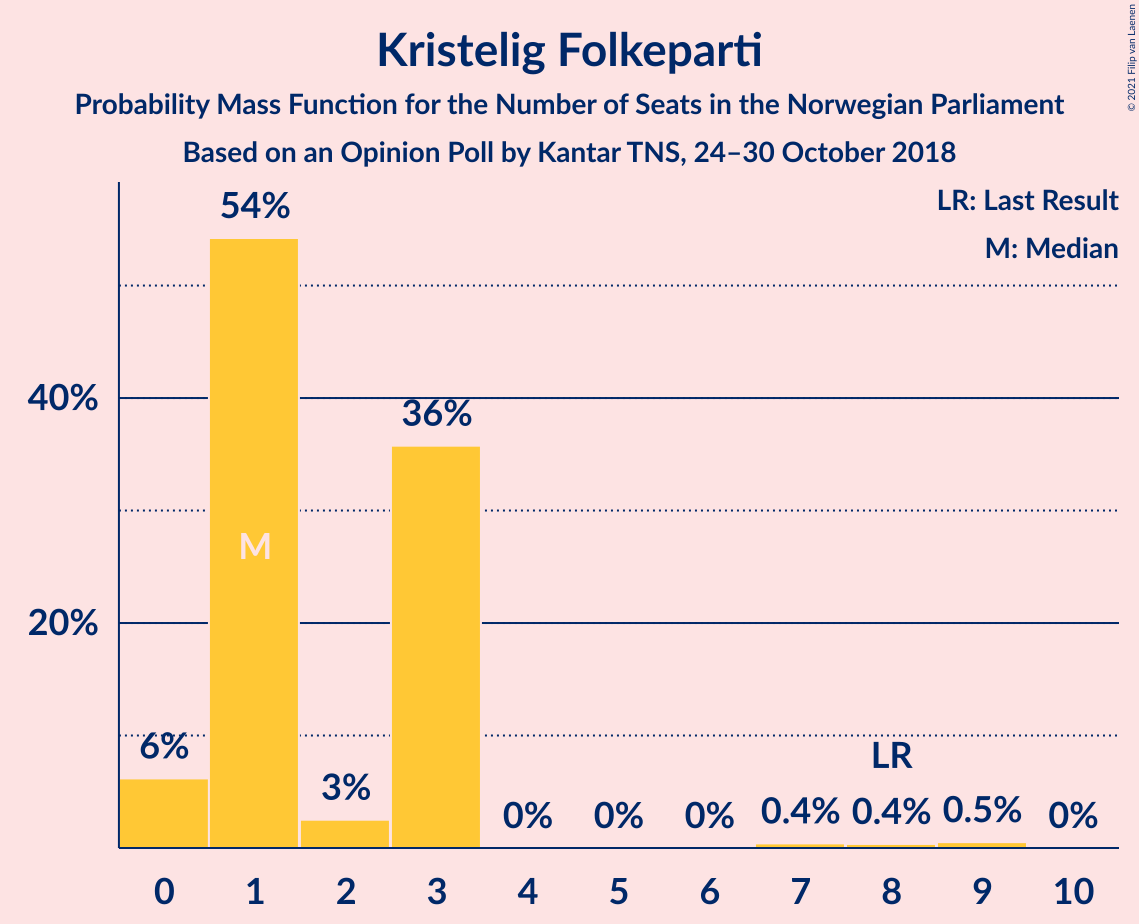 Kristelig Folkeparti
Probability Mass Function for the Number of Seats in the Norwegian Parliament
Based on an Opinion Poll by Kantar TNS, 24–30 October 2018
© 2021 Filip van Laenen
LR: Last Result
M: Median
54%
40%
36%
M
20%
6%
3%
LR
0%
0%
0%
0.4%
0.4%
0.5%
0%
0 1 2 3 4 5 6 7 8 9 10